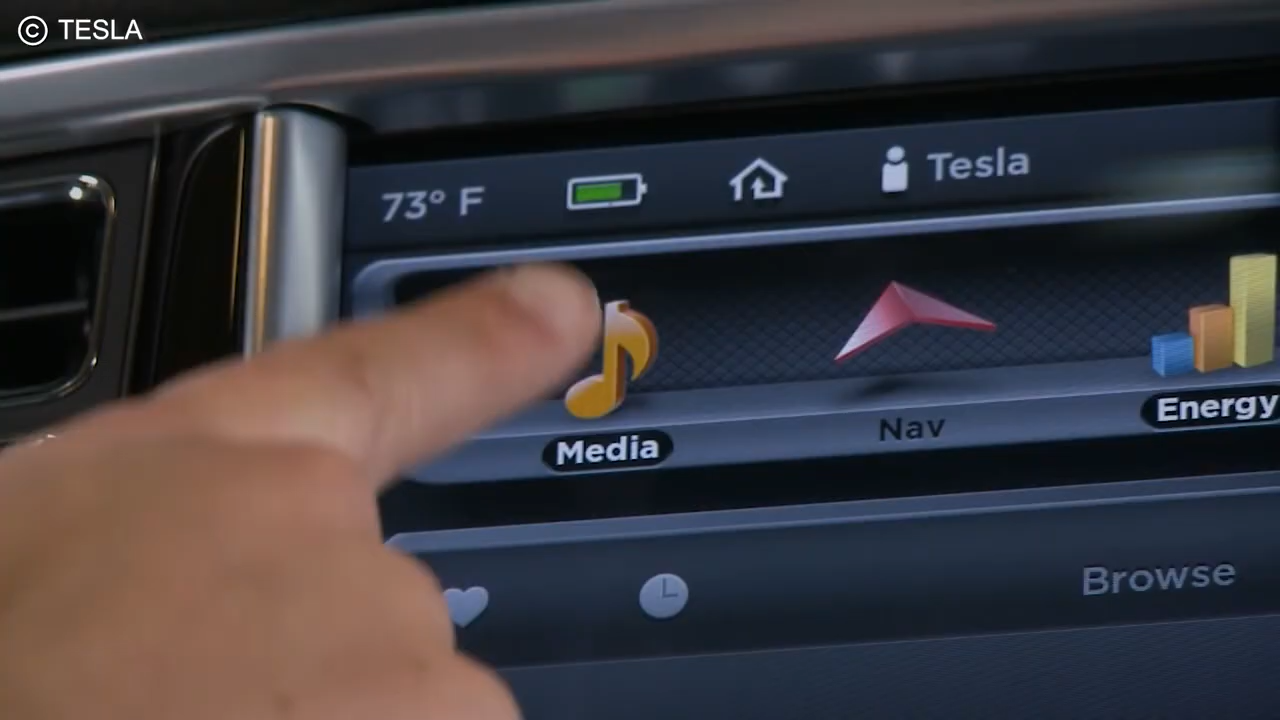 © TESLA
73° F
Tesla
Media
Nav
Energy
Browse